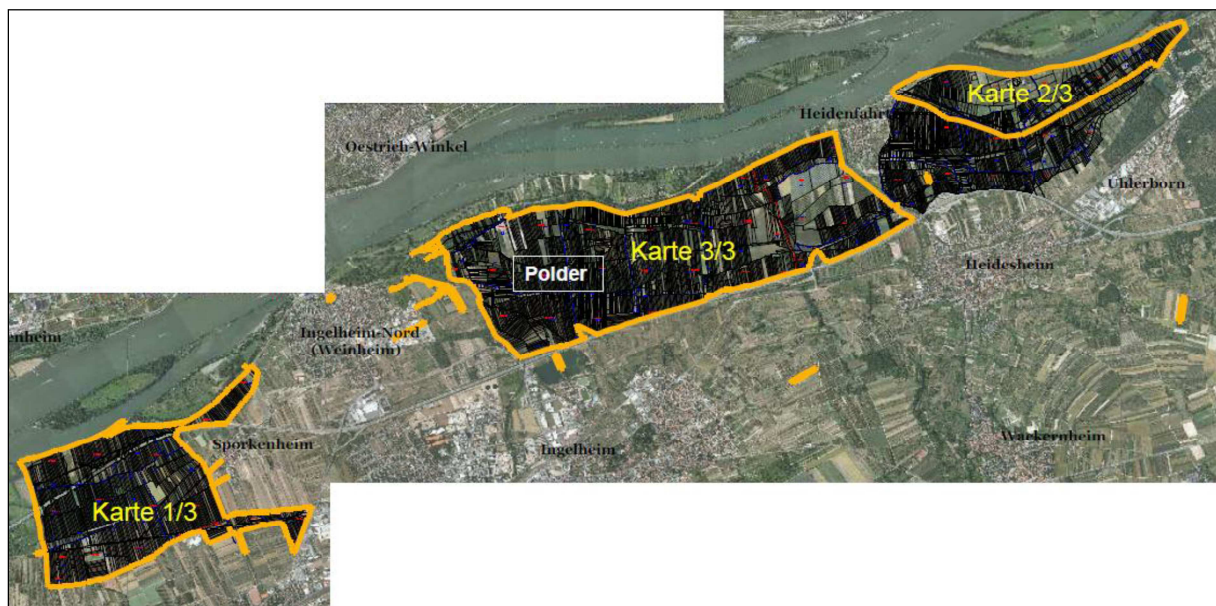 Karte 2/3
Heidenfahrt
Oestrich-Winkel
Uhlerborn
Karte 3/3
Heidesheim
Polder
Ingelheim-Nord
(Weinheim)
enheim
Sporkenheim
Wackernheim
Ingelheim
Karte 1/3